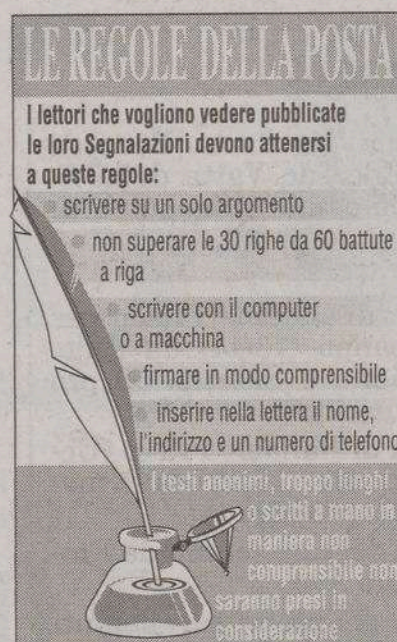 LE REGOLE DELLA POSTA
I lettori che vogliono vedere pubblicate
le loro Segnalazioni devono attenersi
a queste regole:
scrivere su un solo argomento
non superare le 30 righe da 60 battute
a riga
scrivere con il computer
o a macchina
firmare in modo comprensibile
inserire nella lettera il nome,
l'indirizzo e un numero di telefono
I testi anonimi, troppo lunghi
o scritti a mano in
maniera non
comprensibile non
saranno presi in
considerazione